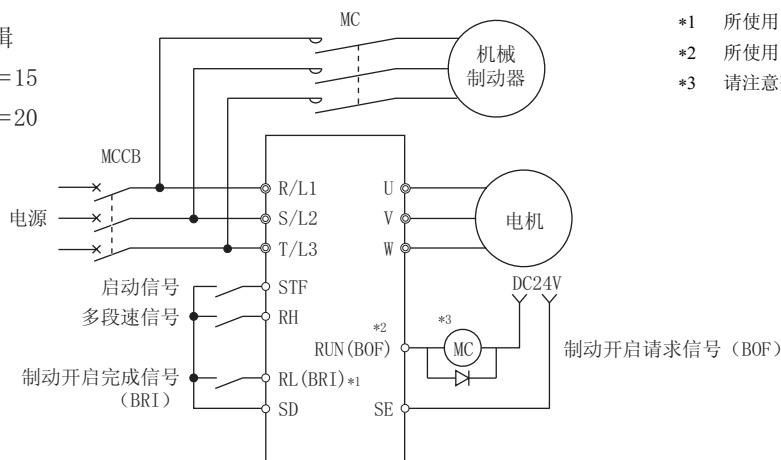 MC
*1 所使用
*2 所使用
*3 请注意
辑
=15
=20
机械
制动器
MCCB
电源
R/L1
S/L2
T/L3
U
V
W
电机
DC24V
启动信号
STF
多段速信号
RH
*2
*3
RUN(BOF)
MC
制动开启请求信号（BOF）
制动开启完成信号
（BRI）
RL(BRI)*1
SD
SE